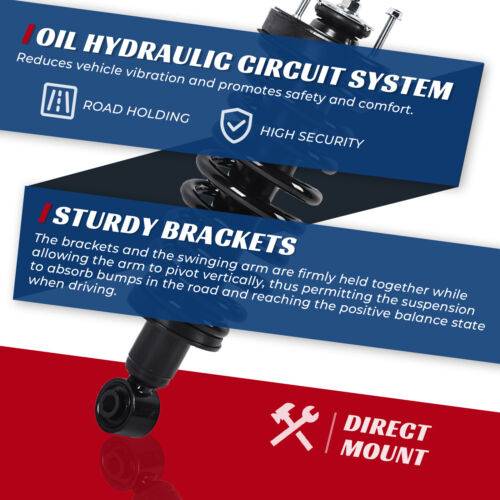 OIL HYDRAULIC CIRCUIT SYSTEM
Reduces vehicle vibration and promotes safety and comfort.
ROAD HOLDING
HIGH SECURITY
STURDY BRACKETS
The brackets and the swinging arm are firmly held together while
allowing the arm to pivot vertically, thus permitting the suspension
to absorb bumps in the road and reaching the positive balance state
when driving.
DIRECT
MOUNT